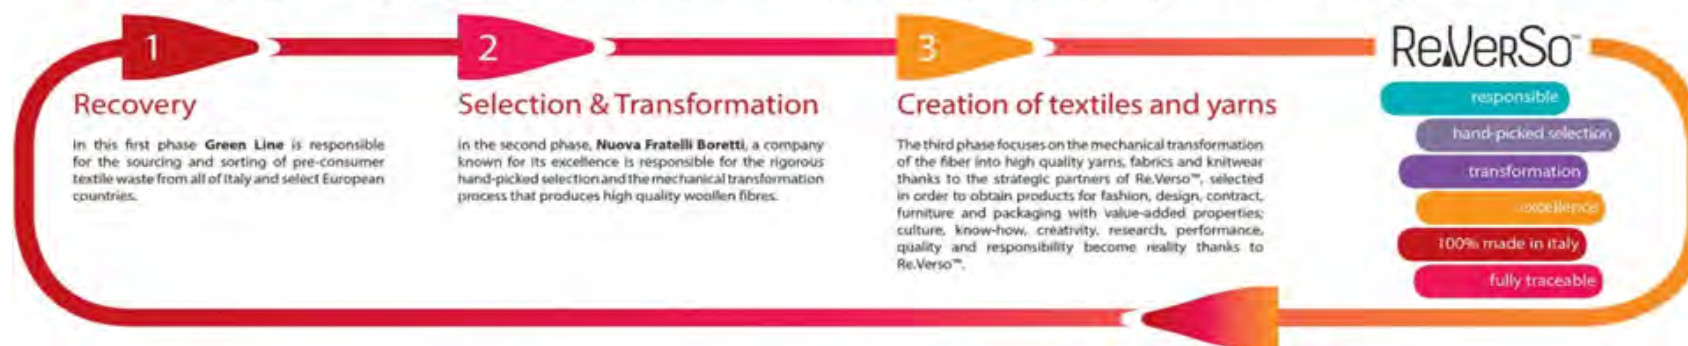 1
Recovery
In this first phase Green Line is responsible
for the sourcing and sorting of pre-consumer
textile waste from all of Italy and select European
countries.
2
Selection & Transformation
In the second phase, Nuova Fratelli Boretti, a company
known for its excellence is responsible for the rigorous
hand-picked selection and the mechanical transformation
process that produces high quality woollen fibres.
3
Creation of textiles and yarns
The third phase focuses on the mechanical transformation
of the fiber into high quality yarns, fabrics and knitwear
thanks to the strategic partners of Re.Verso™, selected
in order to obtain products for fashion, design, contract,
furniture and packaging with value-added properties;
culture, know-how, creativity, research, performance,
quality and responsibility become reality thanks to
Re.Verso™.
Re.VerSo™
responsible
hand-picked selection
transformation
excellence
100% made in italy
fully traceable